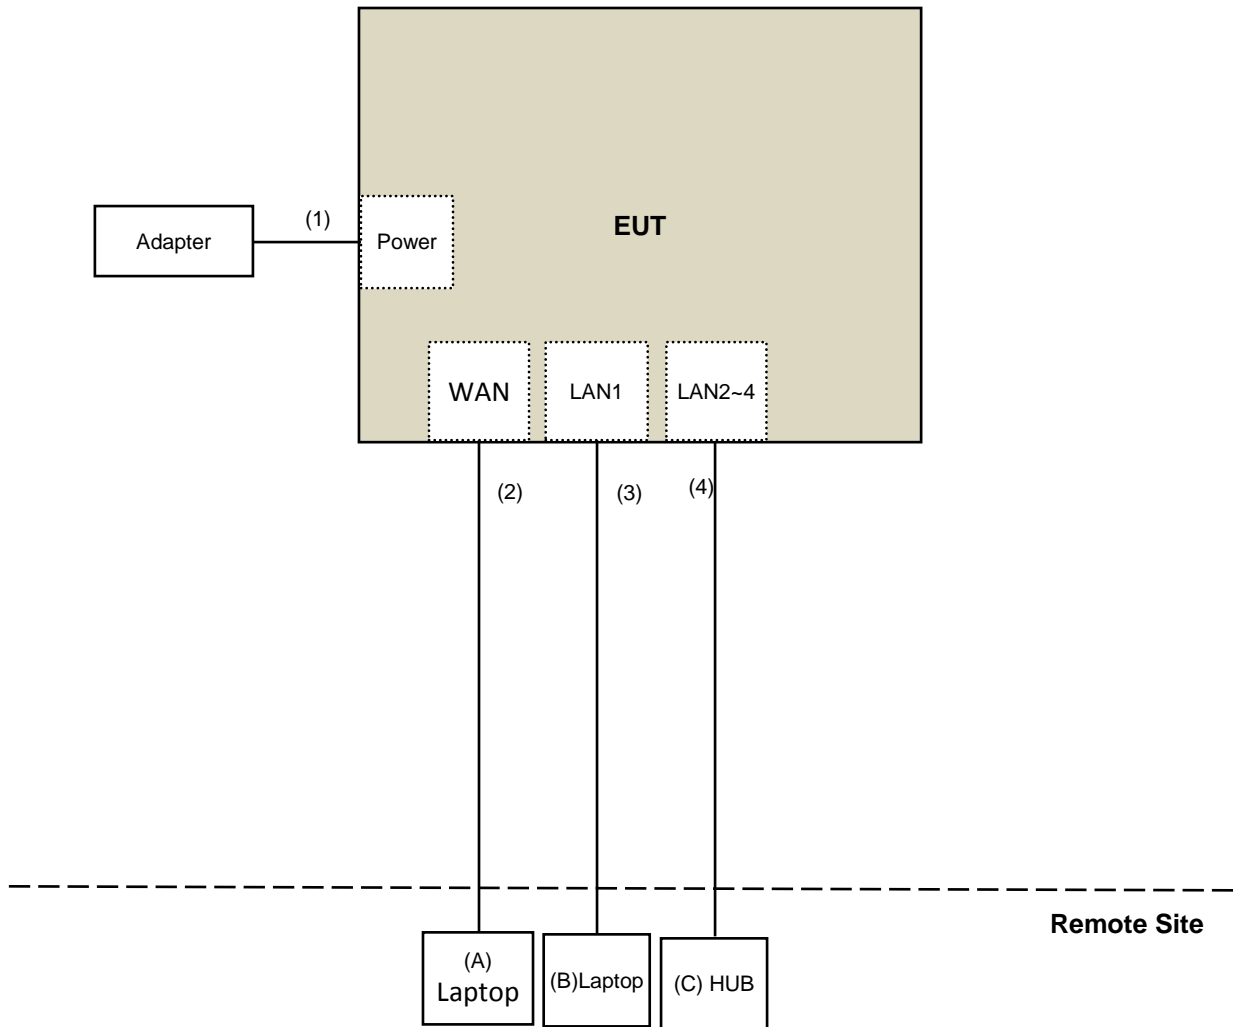 EUT
(1)
Adapter
Power
WAN
LAN1
LAN2~4
(2)
(3)
(4)
Remote Site
(A)
Laptop
(B)Laptop
(C) HUB